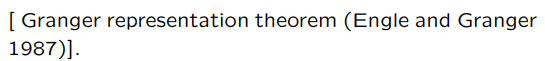 [ Granger representation theorem (Engle and Granger
1987)].